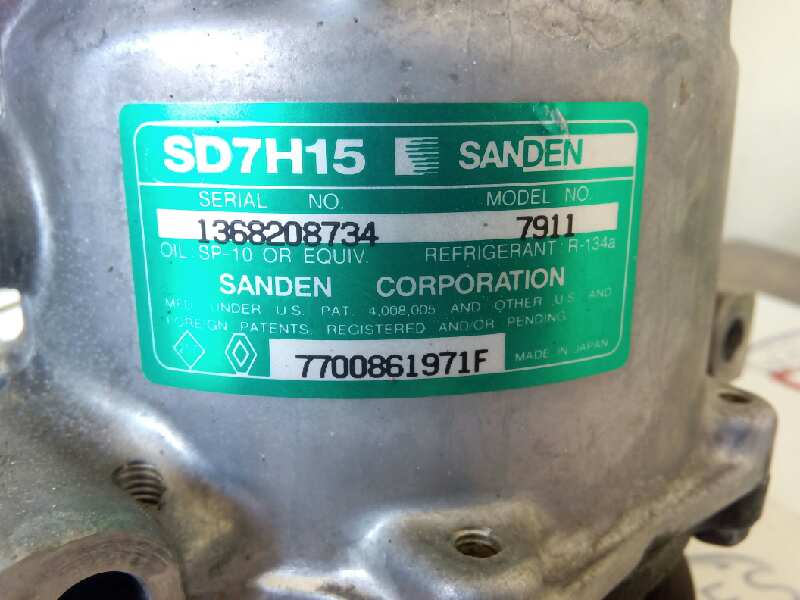 SD7H15 SANDEN
SERIAL NO. MODEL NO.
1368208734 7911
OIL: SP-10 OR EQUIV. REFRIGERANT: R-134a
SANDEN CORPORATION
MFD. UNDER U.S. PAT. 4,008,005 AND OTHER U.S. AND
FOREIGN PATENTS, REGISTERED AND/OR PENDING.
7700861971F MADE IN JAPAN